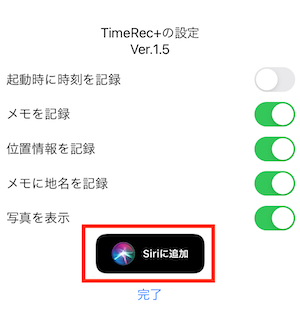 TimeRec+の設定
Ver.1.5
起動時に時刻を記録
メモを記録
位置情報を記録
メモに地名を記録
写真を表示
Siriに追加
完了